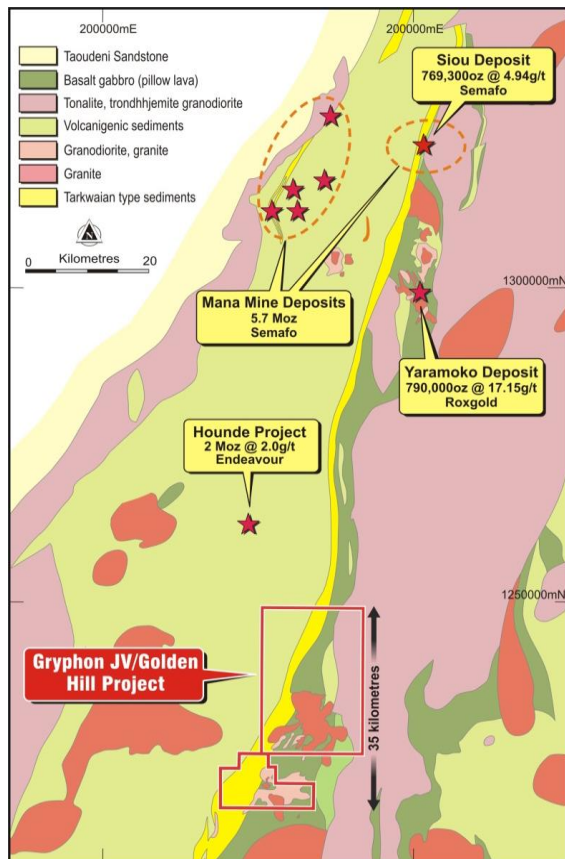 200000mE
200000mE
Taoudeni Sandstone
Basalt gabbro (pillow lava)
Tonalite, trondhhjemite granodiorite
Volcanigenic sediments
Granodiorite, granite
Granite
Tarkwaian type sediments
Kilometres
0 20
Siou Deposit
769,300oz @ 4.94g/t
Semafo
Mana Mine Deposits
5.7 Moz
Semafo
1300000mN
Yaramoko Deposit
790,000oz @ 17.15g/t
Roxgold
Hounde Project
2 Moz @ 2.0g/t
Endeavour
1250000mN
Gryphon JV/Golden
Hill Project
35 kilometres